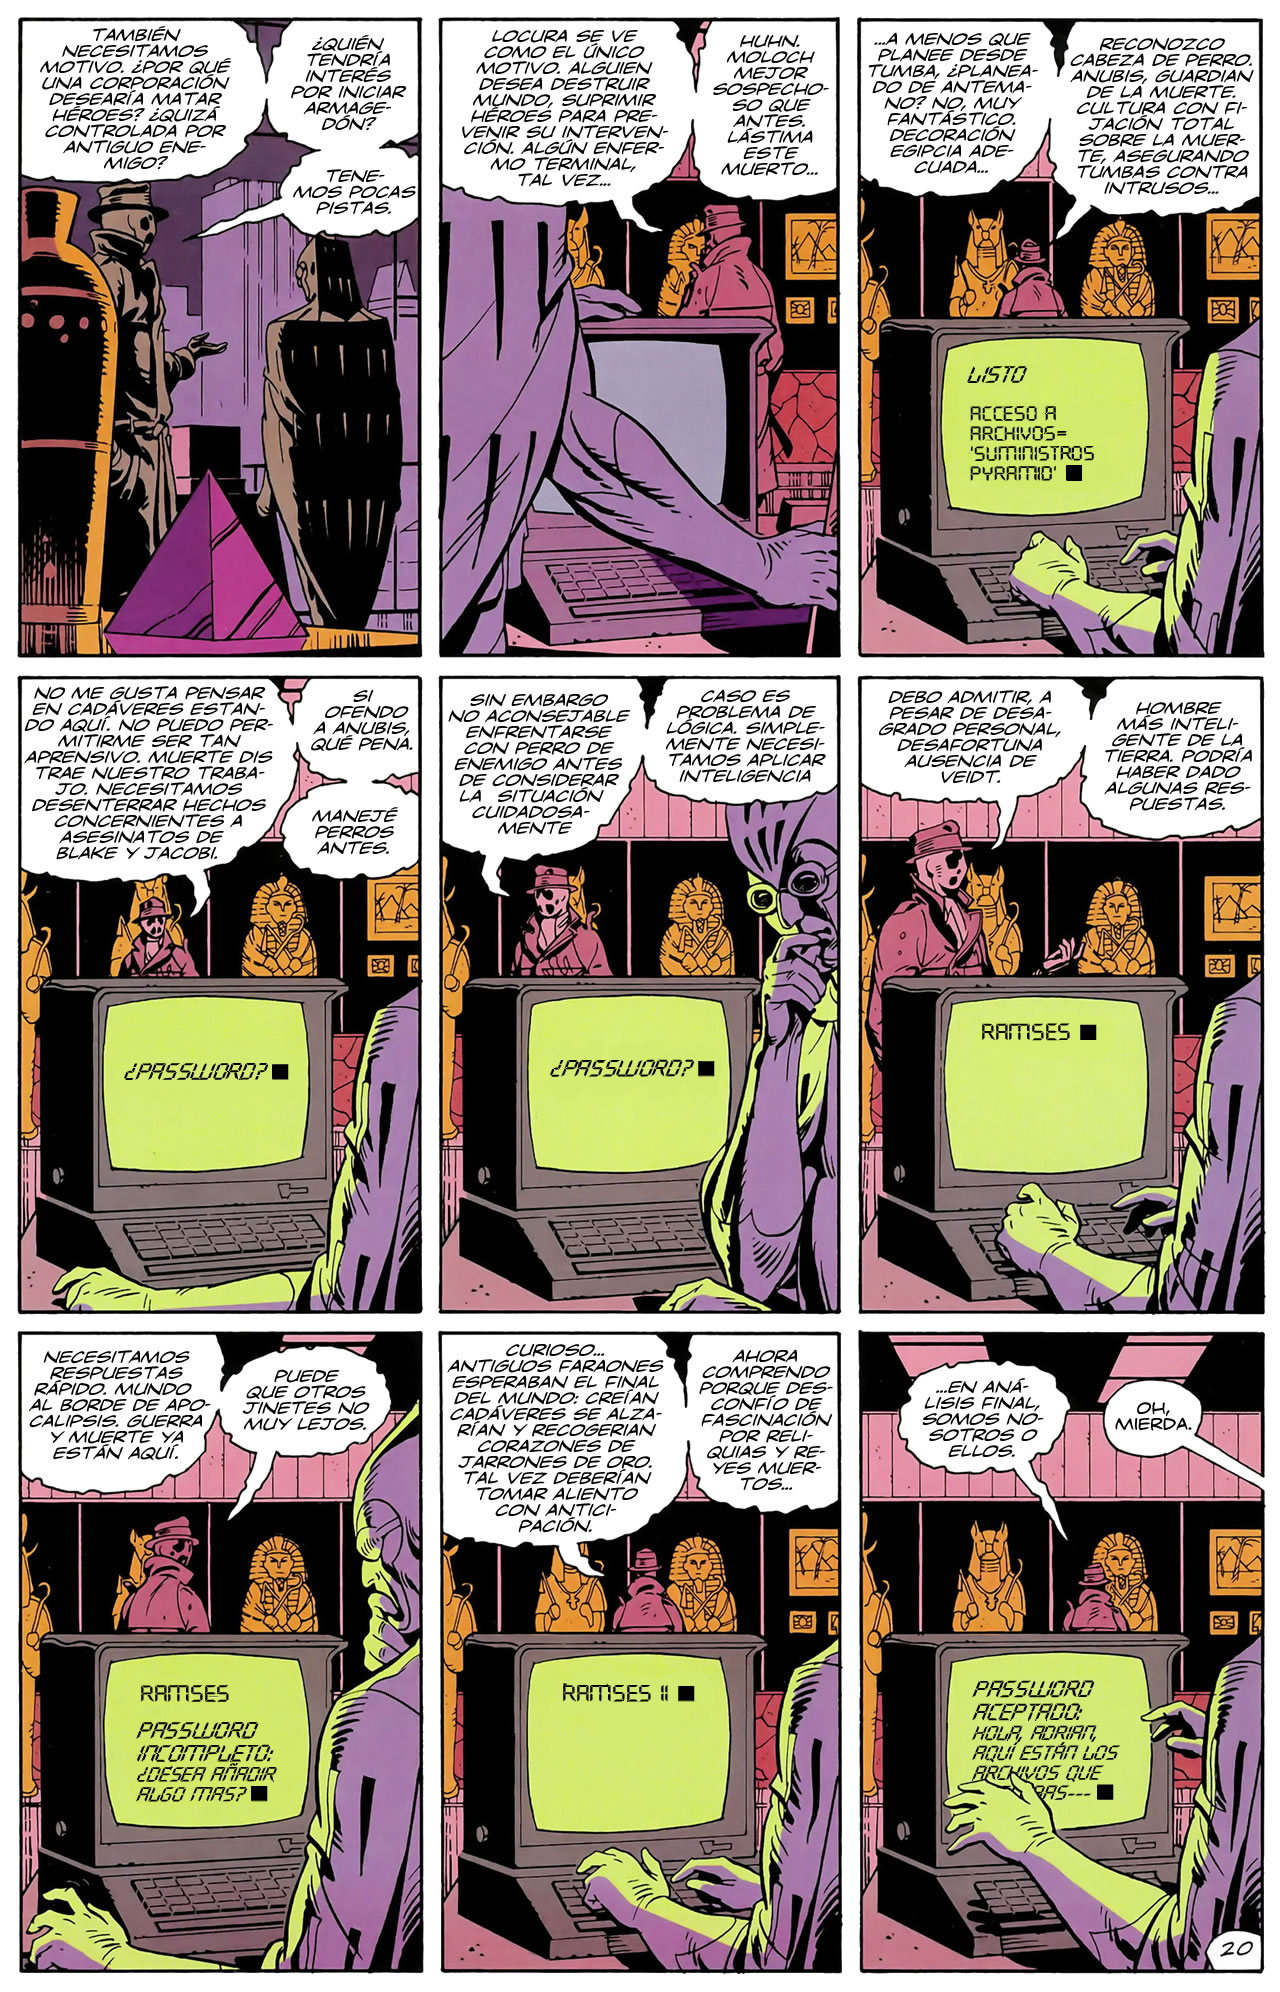 TAMBIÉN
NECESITAMOS
MOTIVO. ¿POR QUÉ
UNA CORPORACIÓN
DESEARÍA MATAR
HÉROES? ¿QUIZÁ
CONTROLADA POR
ANTIGUO ENE-
MIGO?
¿QUIÉN
TENDRÍA
INTERÉS
POR INICIAR
ARMAGE-
DÓN?
TENE-
MOS POCAS
PISTAS.
LOCURA SE VE
COMO EL ÚNICO
MOTIVO. ALGUIEN
DESEA DESTRUIR
MUNDO, SUPRIMIR
HÉROES PARA PRE-
VENIR SU INTERVEN-
CIÓN. ALGÚN ENFER-
MO TERMINAL,
TAL VEZ...
HUHN.
MOLOCH
MEJOR
SOSPECHO-
SO QUE
ANTES.
LÁSTIMA
ESTE
MUERTO...
...A MENOS QUE
PLANEE DESDE
TUMBA, ¿PLANEA-
DO DE ANTEMA-
NO? NO, MUY
FANTÁSTICO.
DECORACIÓN
EGIPCIA ADE-
CUADA...
RECONOZCO
CABEZA DE PERRO.
ANUBIS, GUARDIAN
DE LA MUERTE.
CULTURA CON FI-
JACIÓN TOTAL
SOBRE LA MUER-
TE, ASEGURANDO
TUMBAS CONTRA
INTRUSOS...
LISTO
ACCESO A
ARCHIVOS=
'SUMINISTROS
PYRAMID'
NO ME GUSTA PENSAR
EN CADÁVERES ESTAN-
DO AQUÍ. NO PUEDO PER-
MITIRME SER TAN
APRENSIVO. MUERTE DIS
TRAE NUESTRO TRABA-
JO. NECESITAMOS
DESENTERRAR HECHOS
CONCERNIENTES A
ASESINATOS DE
BLAKE Y JACOBI.
SI
OFENDO
A ANUBIS,
QUÉ PENA.
MANEJÉ
PERROS
ANTES.
¿PASSWORD?
SIN EMBARGO
NO ACONSEJABLE
ENFRENTARSE
CON PERRO DE
ENEMIGO ANTES
DE CONSIDERAR
LA SITUACIÓN
CUIDADOSA-
MENTE
CASO ES
PROBLEMA DE
LÓGICA. SIMPLE-
MENTE NECESI-
TAMOS APLICAR
INTELIGENCIA
¿PASSWORD?
DEBO ADMITIR, A
PESAR DE DESA-
GRADO PERSONAL,
DESAFORTUNA
AUSENCIA DE
VEIDT.
HOMBRE
MÁS INTELI-
GENTE DE LA
TIERRA. PODRÍA
HABER DADO
ALGUNAS RES-
PUESTAS.
RAMSES
NECESITAMOS
RESPUESTAS
RÁPIDO. MUNDO
AL BORDE DE APO-
CALIPSIS. GUERRA
Y MUERTE YA
ESTÁN AQUÍ.
PUEDE
QUE OTROS
JINETES NO
MUY LEJOS.
RAMSES
PASSWORD
INCOMPLETO:
¿DESEA AÑADIR
ALGO MAS?
CURIOSO...
ANTIGUOS FARAONES
ESPERABAN EL FINAL
DEL MUNDO: CREÍAN
CADÁVERES SE ALZA-
RÍAN Y RECOGERIAN
CORAZONES DE
JARRONES DE ORO.
TAL VEZ DEBERÍAN
TOMAR ALIENTO
CON ANTICI-
PACIÓN.
AHORA
COMPRENDO
PORQUE DES-
CONFÍO DE
FASCINACIÓN
POR RELI-
QUIAS Y RE-
YES MUER-
TOS...
RAMSES II
...EN ANÁ-
LISIS FINAL,
SOMOS NO-
SOTROS O
ELLOS.
OH,
MIERDA.
PASSWORD
ACEPTADO:
HOLA, ADRIAN,
AQUÍ ESTÁN LOS
ARCHIVOS QUE
20